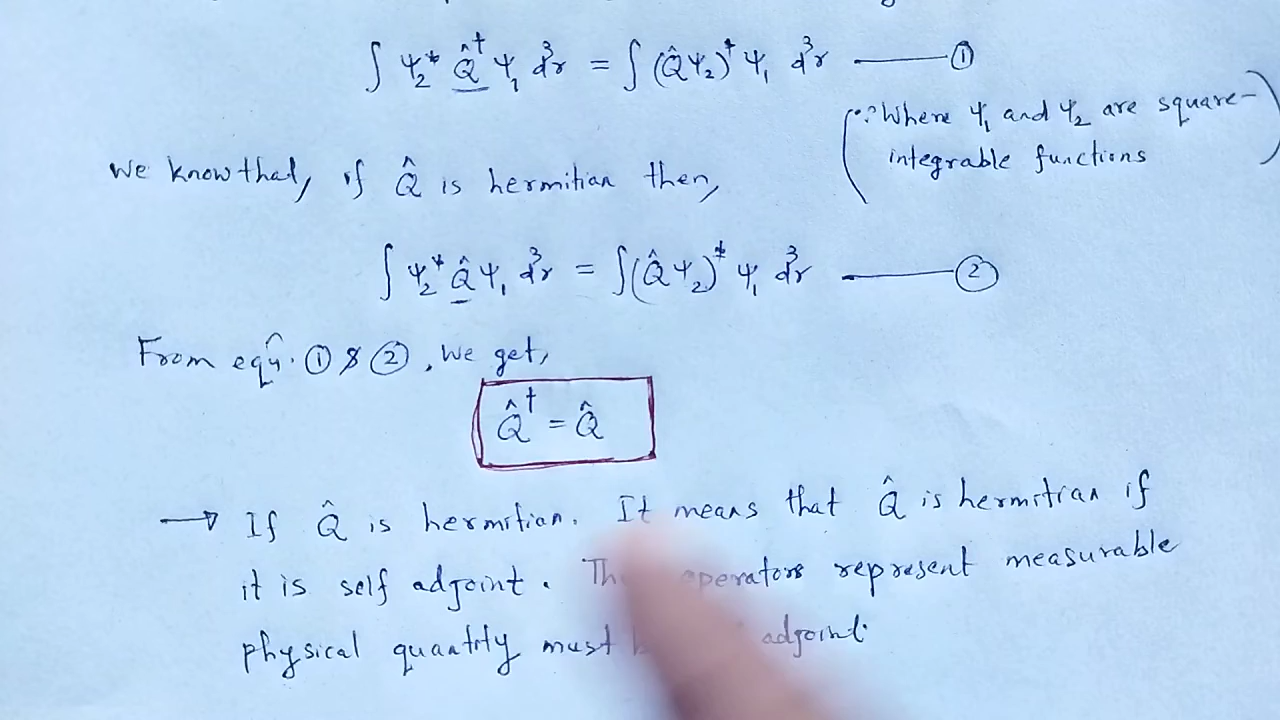 ∫ ψ₂* Q̂† ψ₁ d³r = ∫ (Q̂ψ₂)* ψ₁ d³r —— ①
(∵ Where ψ₁ and ψ₂ are square-
integrable functions)
We know that, if Q̂ is hermitian then,
∫ ψ₂* Q̂ ψ₁ d³r = ∫ (Q̂ψ₂)* ψ₁ d³r —— ②
From eqn. ① & ②, we get,
Q̂† = Q̂
→ If Q̂ is hermitian. It means that Q̂ is hermitian if
it is self adjoint. operators represent measurable
physical quantity must adjoint.